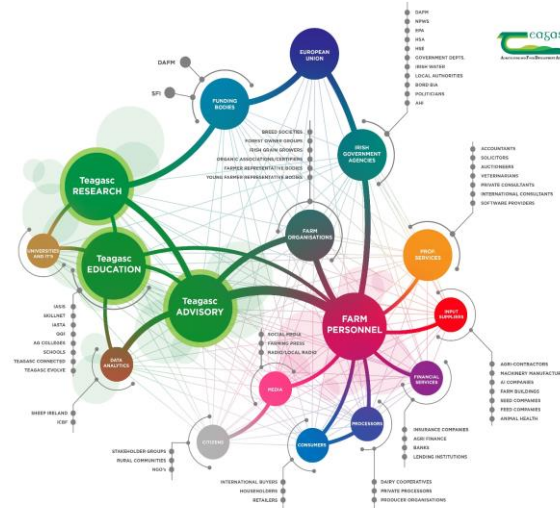 DAFM
NPWS
EPA
HSA
HSE
GOVERNMENT DEPTS.
IRISH WATER
LOCAL AUTHORITIES
BORD BIA
POLITICIANS
AHI
EUROPEAN
UNION
DAFM
SFI
FUNDING
BODIES
BREED SOCIETIES
FOREST OWNER GROUPS
IRISH GRAIN GROWERS
ORGANIC ASSOCIATIONS/CERTIFIERS
FARMER REPRESENTATIVE BODIES
YOUNG FARMER REPRESENTATIVE BODIES
IRISH
GOVERNMENT
AGENCIES
ACCOUNTANTS
SOLICITORS
AUCTIONEERS
VETERINARIANS
PRIVATE CONSULTANTS
INTERNATIONAL CONSULTANTS
SOFTWARE PROVIDERS
Teagasc
RESEARCH
FARM
ORGANISATIONS
UNIVERSITIES
AND IT'S
Teagasc
EDUCATION
PROF.
SERVICES
Teagasc
ADVISORY
FARM
PERSONNEL
INPUT
SUPPLIERS
IASIS
SKILLNET
IASTA
QQI
AG COLLEGES
SCHOOLS
TEAGASC CONNECTED
TEAGASC EVOLVE
SOCIAL MEDIA
FARMING PRESS
RADIO/LOCAL RADIO
DATA
ANALYTICS
MEDIA
FINANCIAL
SERVICES
AGRI-CONTRACTORS
MACHINERY MANUFACTUR
AI COMPANIES
FARM BUILDINGS
SEED COMPANIES
FEED COMPANIES
ANIMAL HEALTH
SHEEP IRELAND
ICBF
CITIZENS
CONSUMERS
PROCESSORS
INSURANCE COMPANIES
AGRI FINANCE
BANKS
LENDING INSTITUTIONS
STAKEHOLDER GROUPS
RURAL COMMUNITIES
NGO's
INTERNATIONAL BUYERS
HOUSEHOLDERS
RETAILERS
DAIRY COOPERATIVES
PRIVATE PROCESSORS
PRODUCER ORGANISATIONS